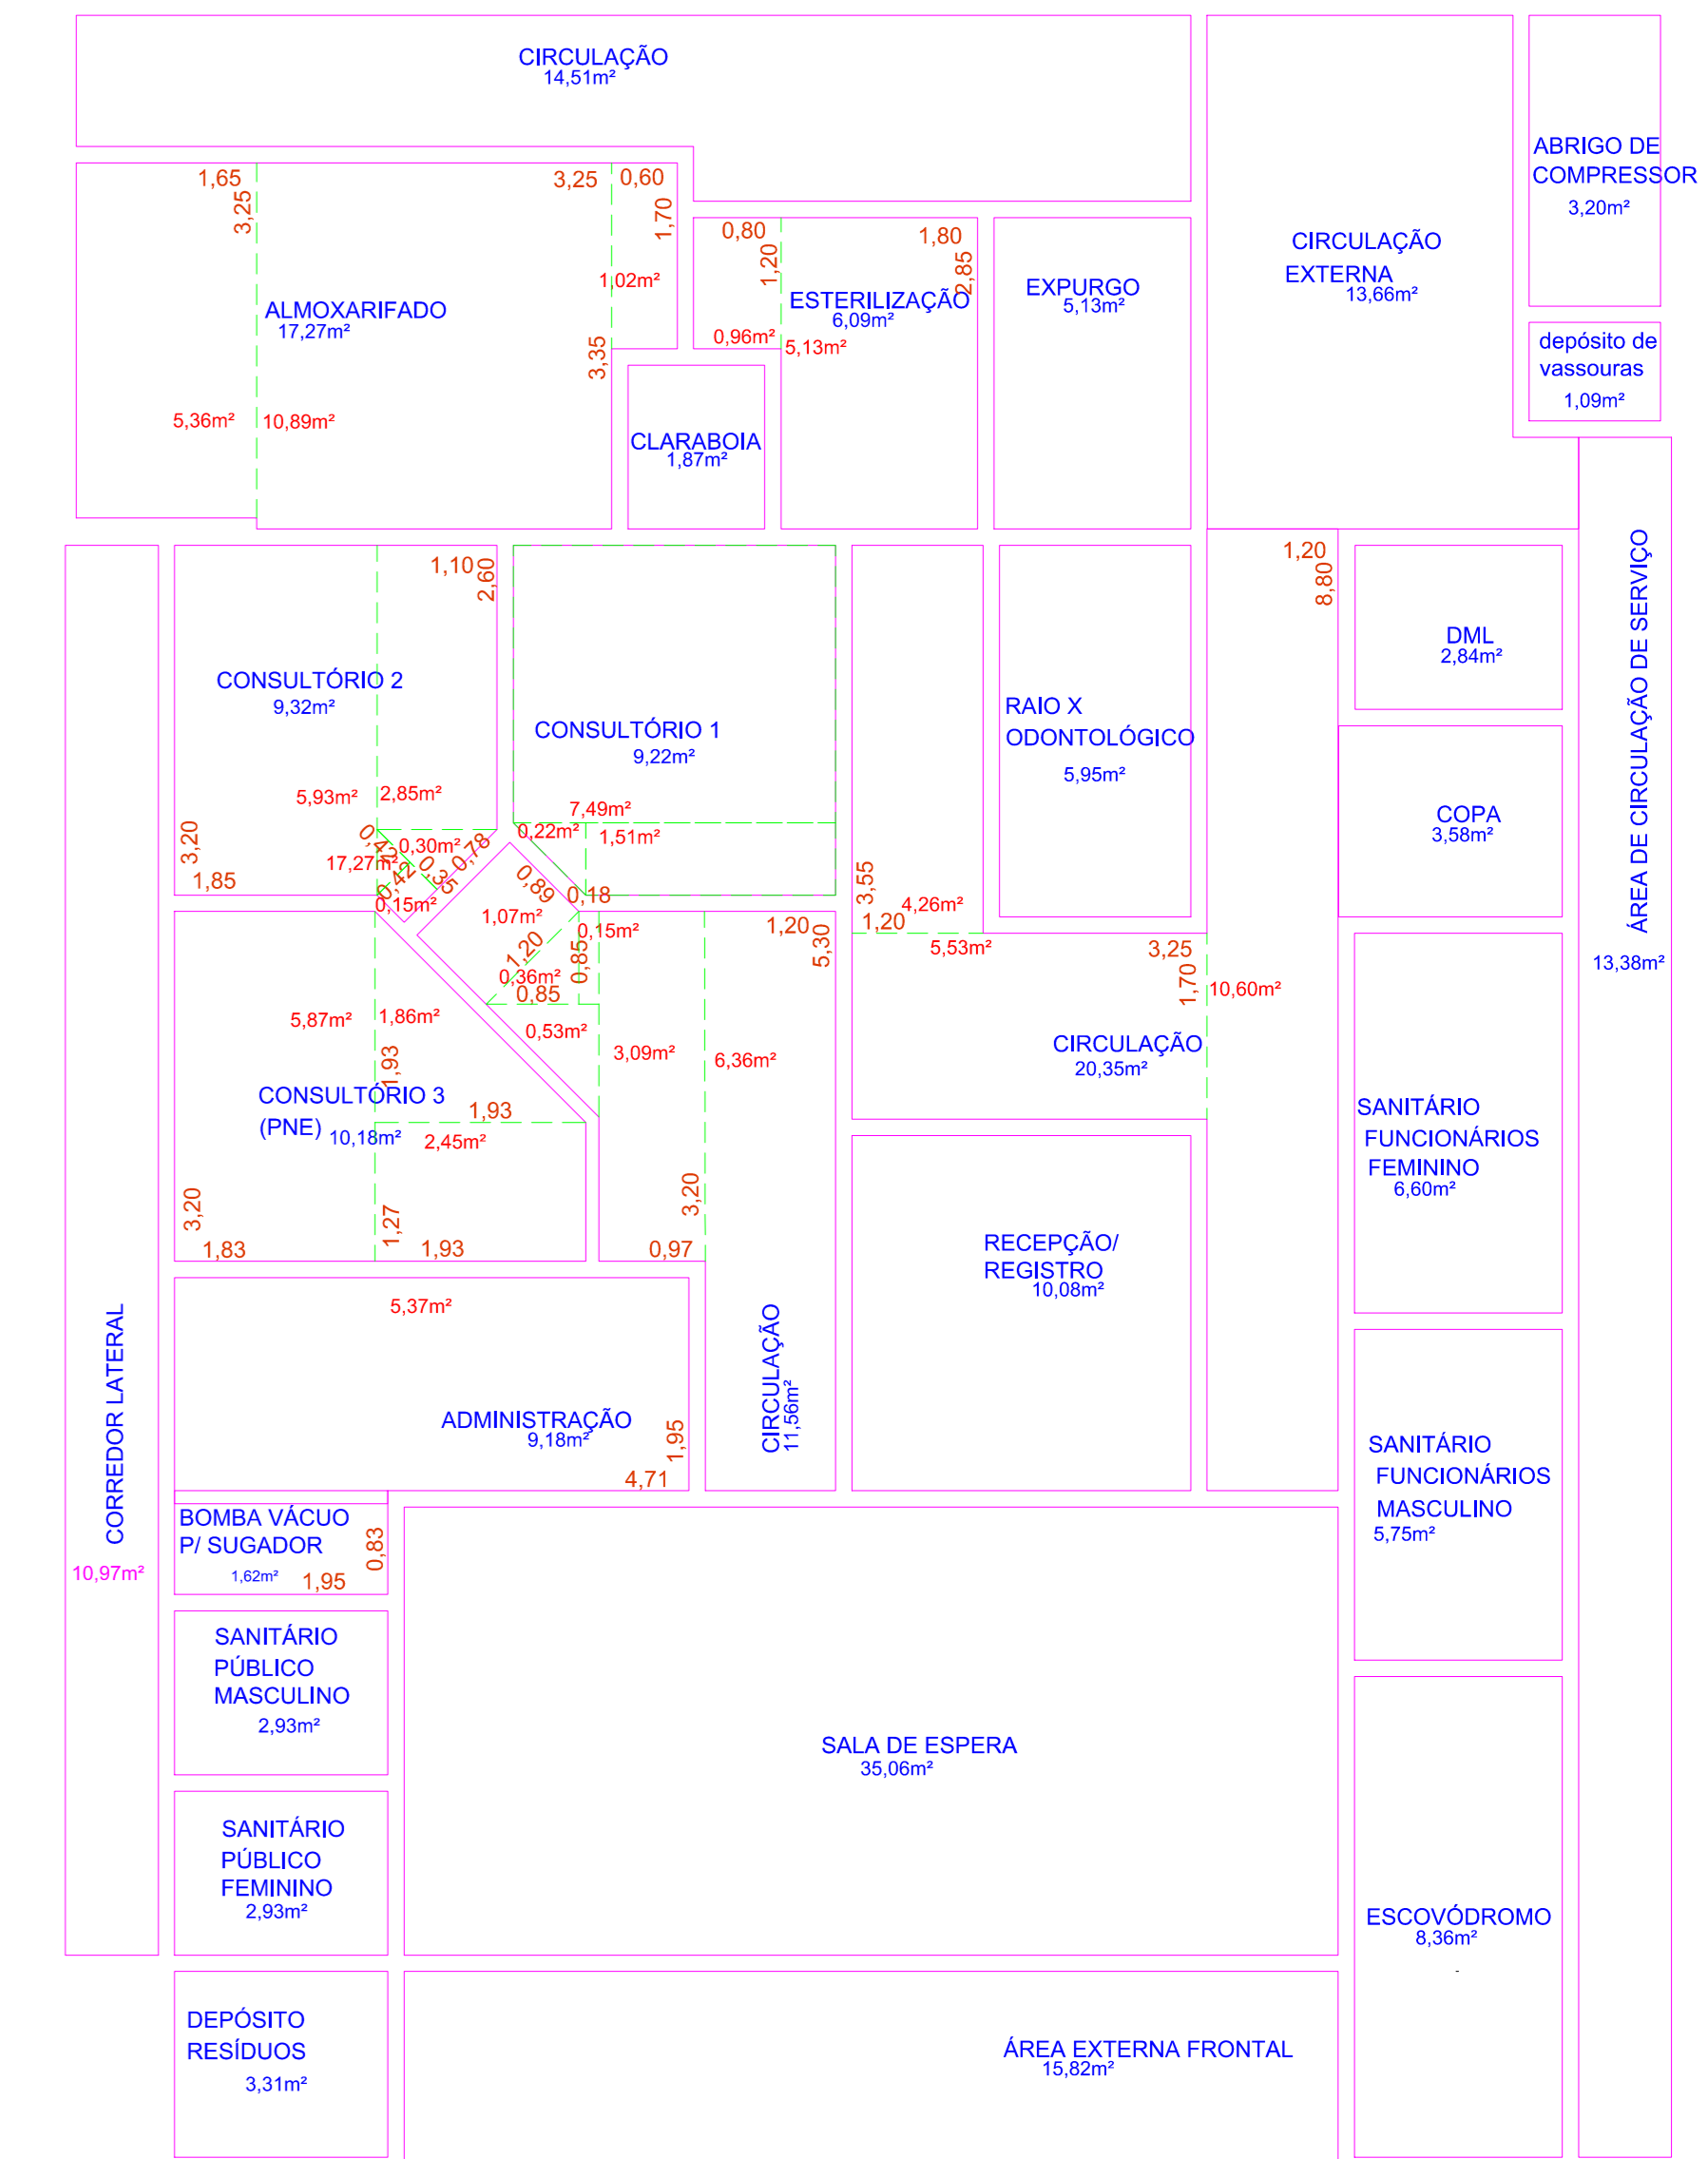 CIRCULAÇÃO
14,51m²
ABRIGO DE
COMPRESSOR
3,20m²
1,65
3,25
3,25
0,60
1,70
1,02m²
ALMOXARIFADO
17,27m²
3,35
5,36m²
10,89m²
0,80
1,20
1,80
2,85
ESTERILIZAÇÃO
6,09m²
0,96m²
5,13m²
EXPURGO
5,13m²
CIRCULAÇÃO
EXTERNA
13,66m²
depósito de
vassouras
1,09m²
CLARABOIA
1,87m²
1,10
2,60
CONSULTÓRIO 2
9,32m²
5,93m²
2,85m²
3,20
1,85
0,42
0,30m²
0,78
17,27m²
0,42
0,35
0,15m²
CONSULTÓRIO 1
9,22m²
7,49m²
0,22m²
1,51m²
RAIO X
ODONTOLÓGICO
5,95m²
1,20
8,80
DML
2,84m²
COPA
3,58m²
ÁREA DE CIRCULAÇÃO DE SERVIÇO
13,38m²
0,89
0,18
1,07m²
0,15m²
1,20
0,85
0,36m²
0,85
0,53m²
3,09m²
6,36m²
1,20
5,30
3,55
1,20
4,26m²
5,53m²
3,25
1,70
10,60m²
CIRCULAÇÃO
20,35m²
5,87m²
1,86m²
1,93
CONSULTÓRIO 3
(PNE)
10,18m²
1,93
2,45m²
3,20
1,83
1,27
1,93
3,20
0,97
SANITÁRIO
FUNCIONÁRIOS
FEMININO
6,60m²
RECEPÇÃO/
REGISTRO
10,08m²
5,37m²
ADMINISTRAÇÃO
9,18m²
1,95
4,71
CIRCULAÇÃO
11,56m²
CORREDOR LATERAL
10,97m²
SANITÁRIO
FUNCIONÁRIOS
MASCULINO
5,75m²
BOMBA VÁCUO
P/ SUGADOR
1,62m²
1,95
0,83
SANITÁRIO
PÚBLICO
MASCULINO
2,93m²
SALA DE ESPERA
35,06m²
SANITÁRIO
PÚBLICO
FEMININO
2,93m²
ESCOVÓDROMO
8,36m²
-
DEPÓSITO
RESÍDUOS
3,31m²
ÁREA EXTERNA FRONTAL
15,82m²